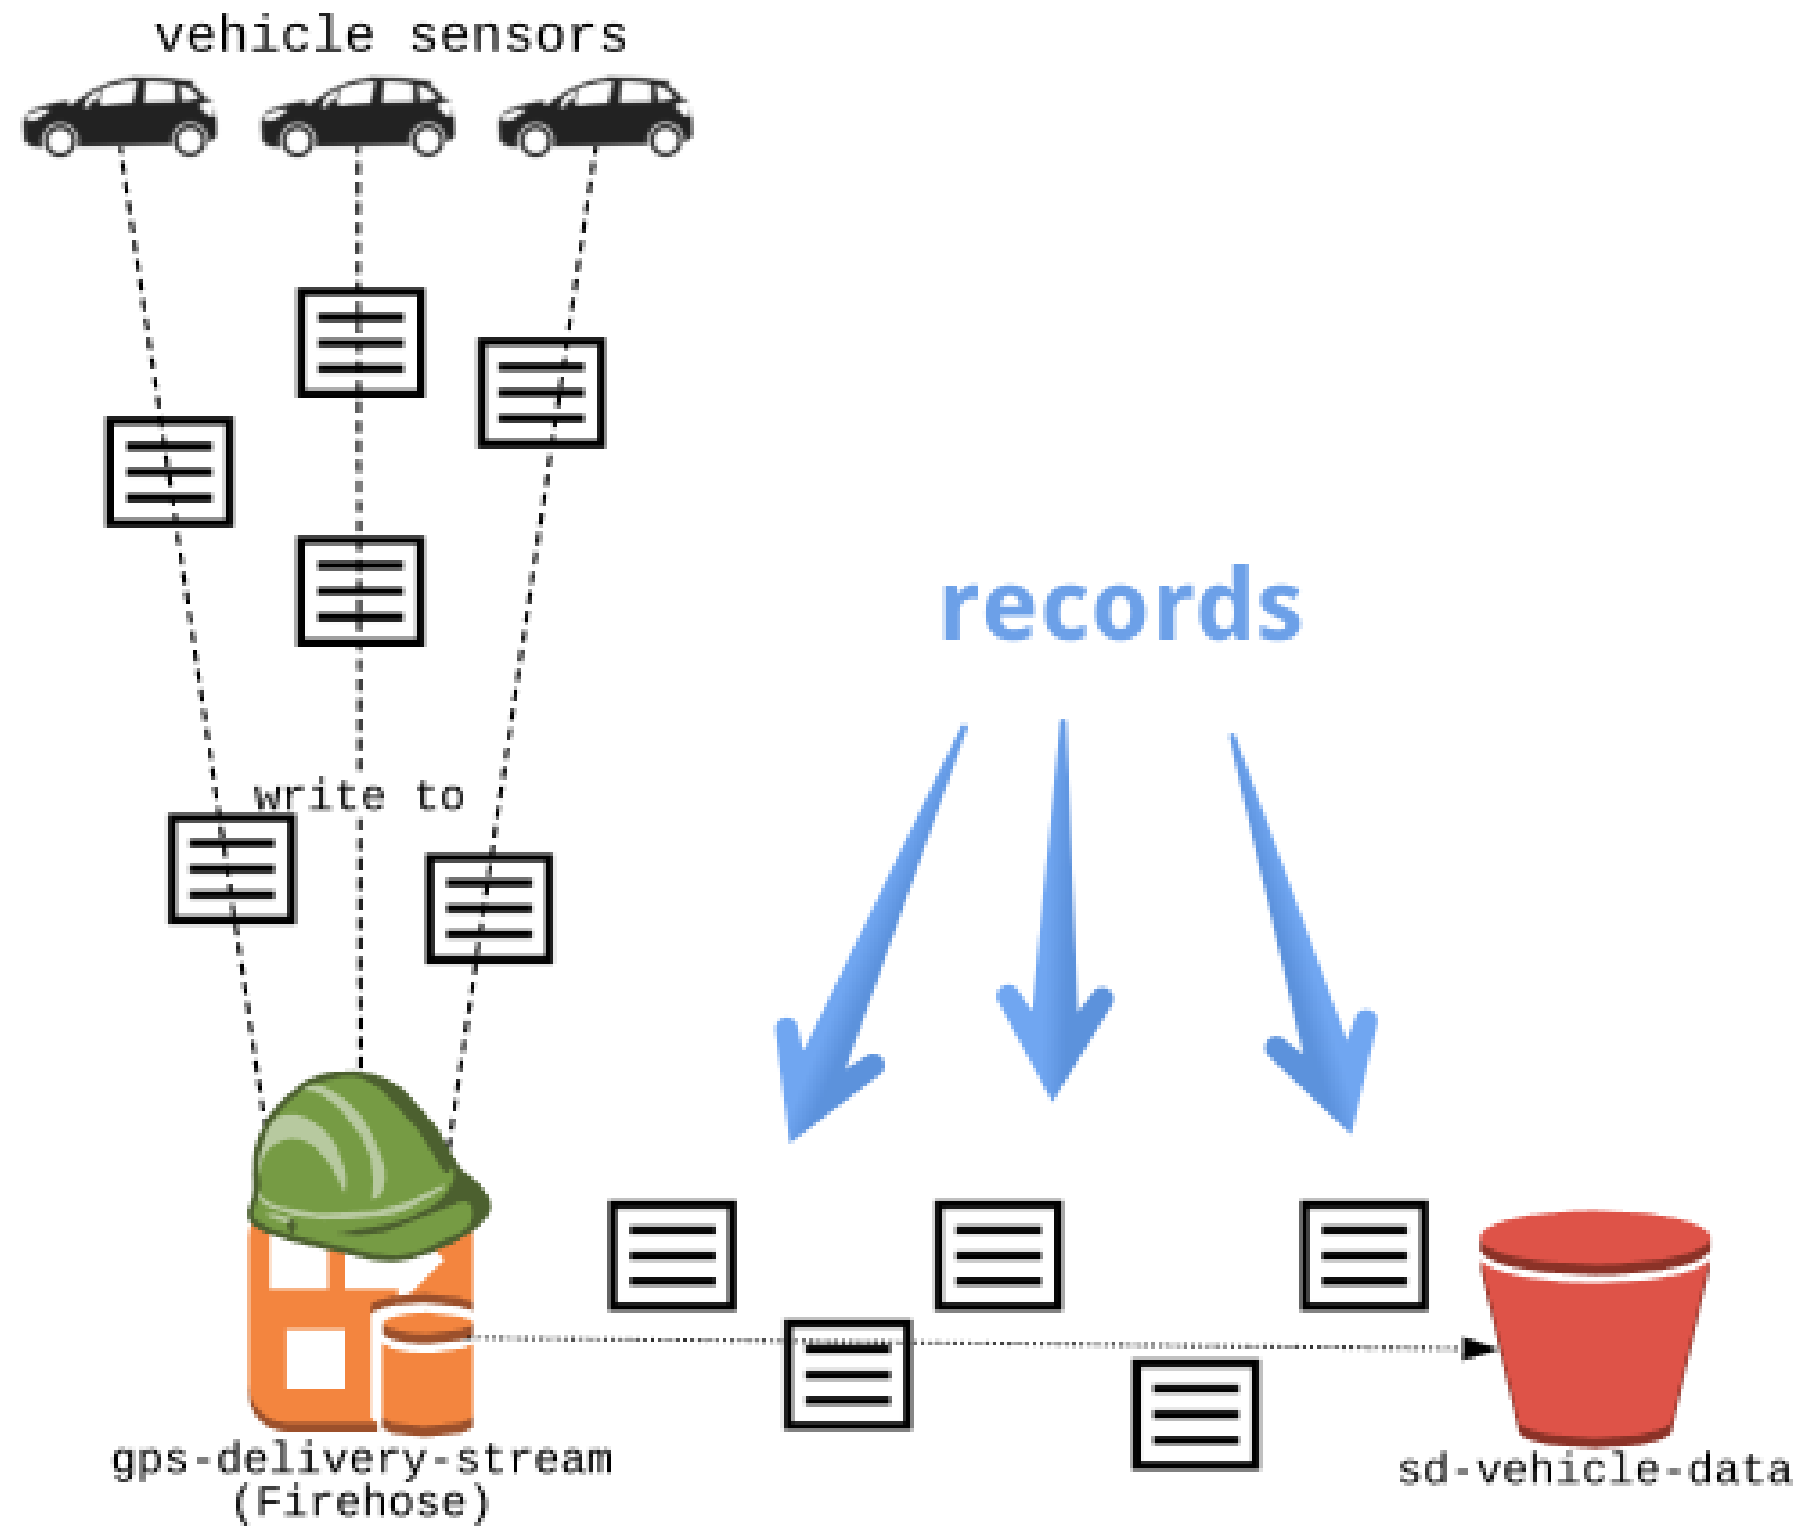 vehicle sensors
records
write to
gps-delivery-stream
(Firehose)
sd-vehicle-data